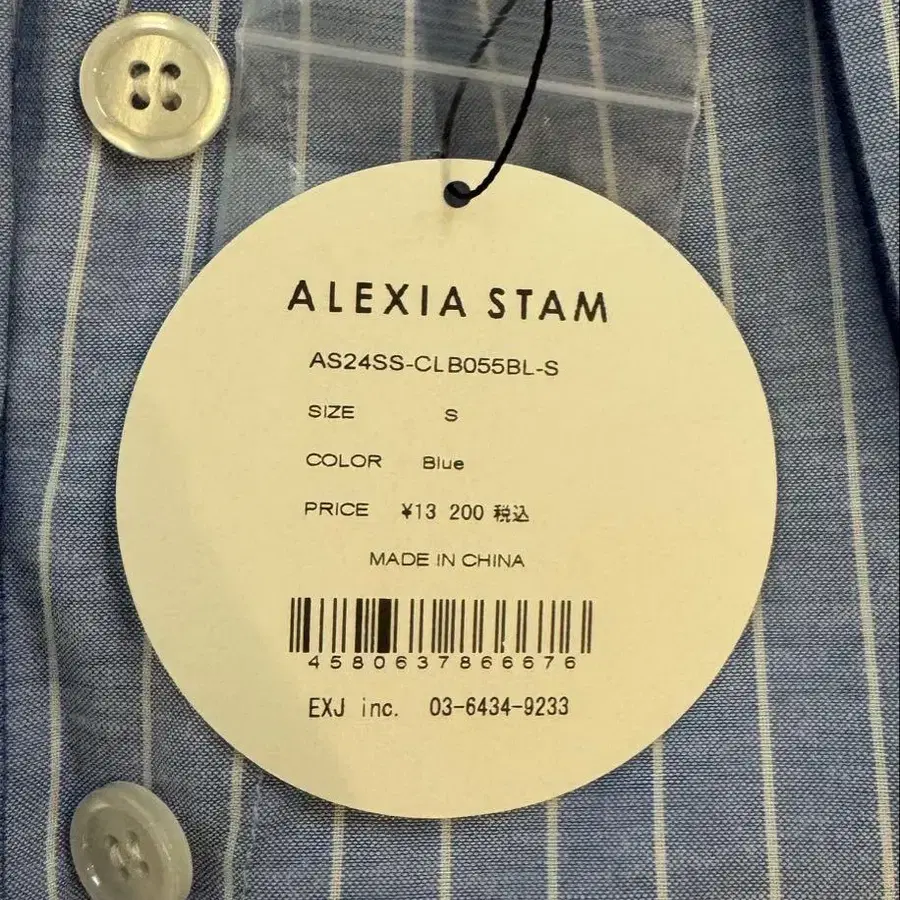 ALEXIA STAM
AS24SS-CLB055BL-S
SIZE S
COLOR Blue
PRICE ¥13 200 税込
MADE IN CHINA
4580637866676
EXJ inc. 03-6434-9233